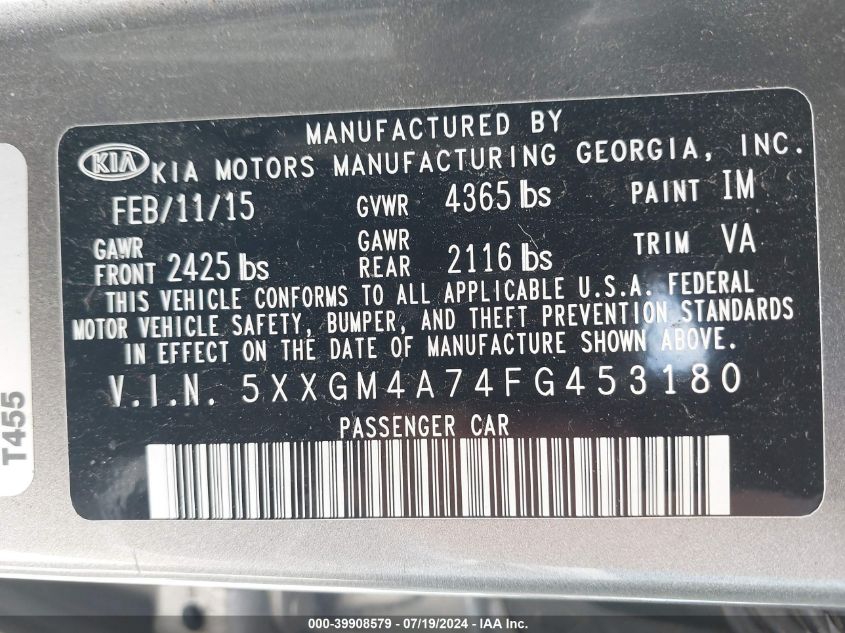 MANUFACTURED BY
KIA KIA MOTORS MANUFACTURING GEORGIA, INC.
FEB/11/15 GVWR 4365 lbs PAINT IM
GAWR FRONT 2425 lbs GAWR REAR 2116 lbs TRIM VA
THIS VEHICLE CONFORMS TO ALL APPLICABLE U.S.A. FEDERAL
MOTOR VEHICLE SAFETY, BUMPER, AND THEFT PREVENTION STANDARDS
IN EFFECT ON THE DATE OF MANUFACTURE SHOWN ABOVE.
V.I.N. 5XXGM4A74FG453180
PASSENGER CAR
T455
000-39908579 - 07/19/2024 - IAAI.com